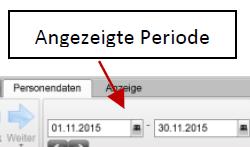 Angezeigte Periode
Personendaten Anzeige
Weiter
01.11.2015 - 30.11.2015